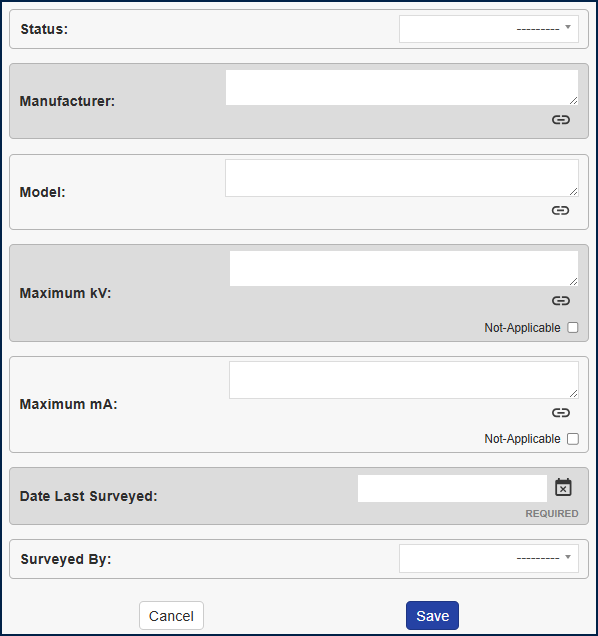 Status: ---------
Manufacturer:
Model:
Maximum kV:
Not-Applicable
Maximum mA:
Not-Applicable
Date Last Surveyed:
REQUIRED
Surveyed By: ---------
Cancel Save